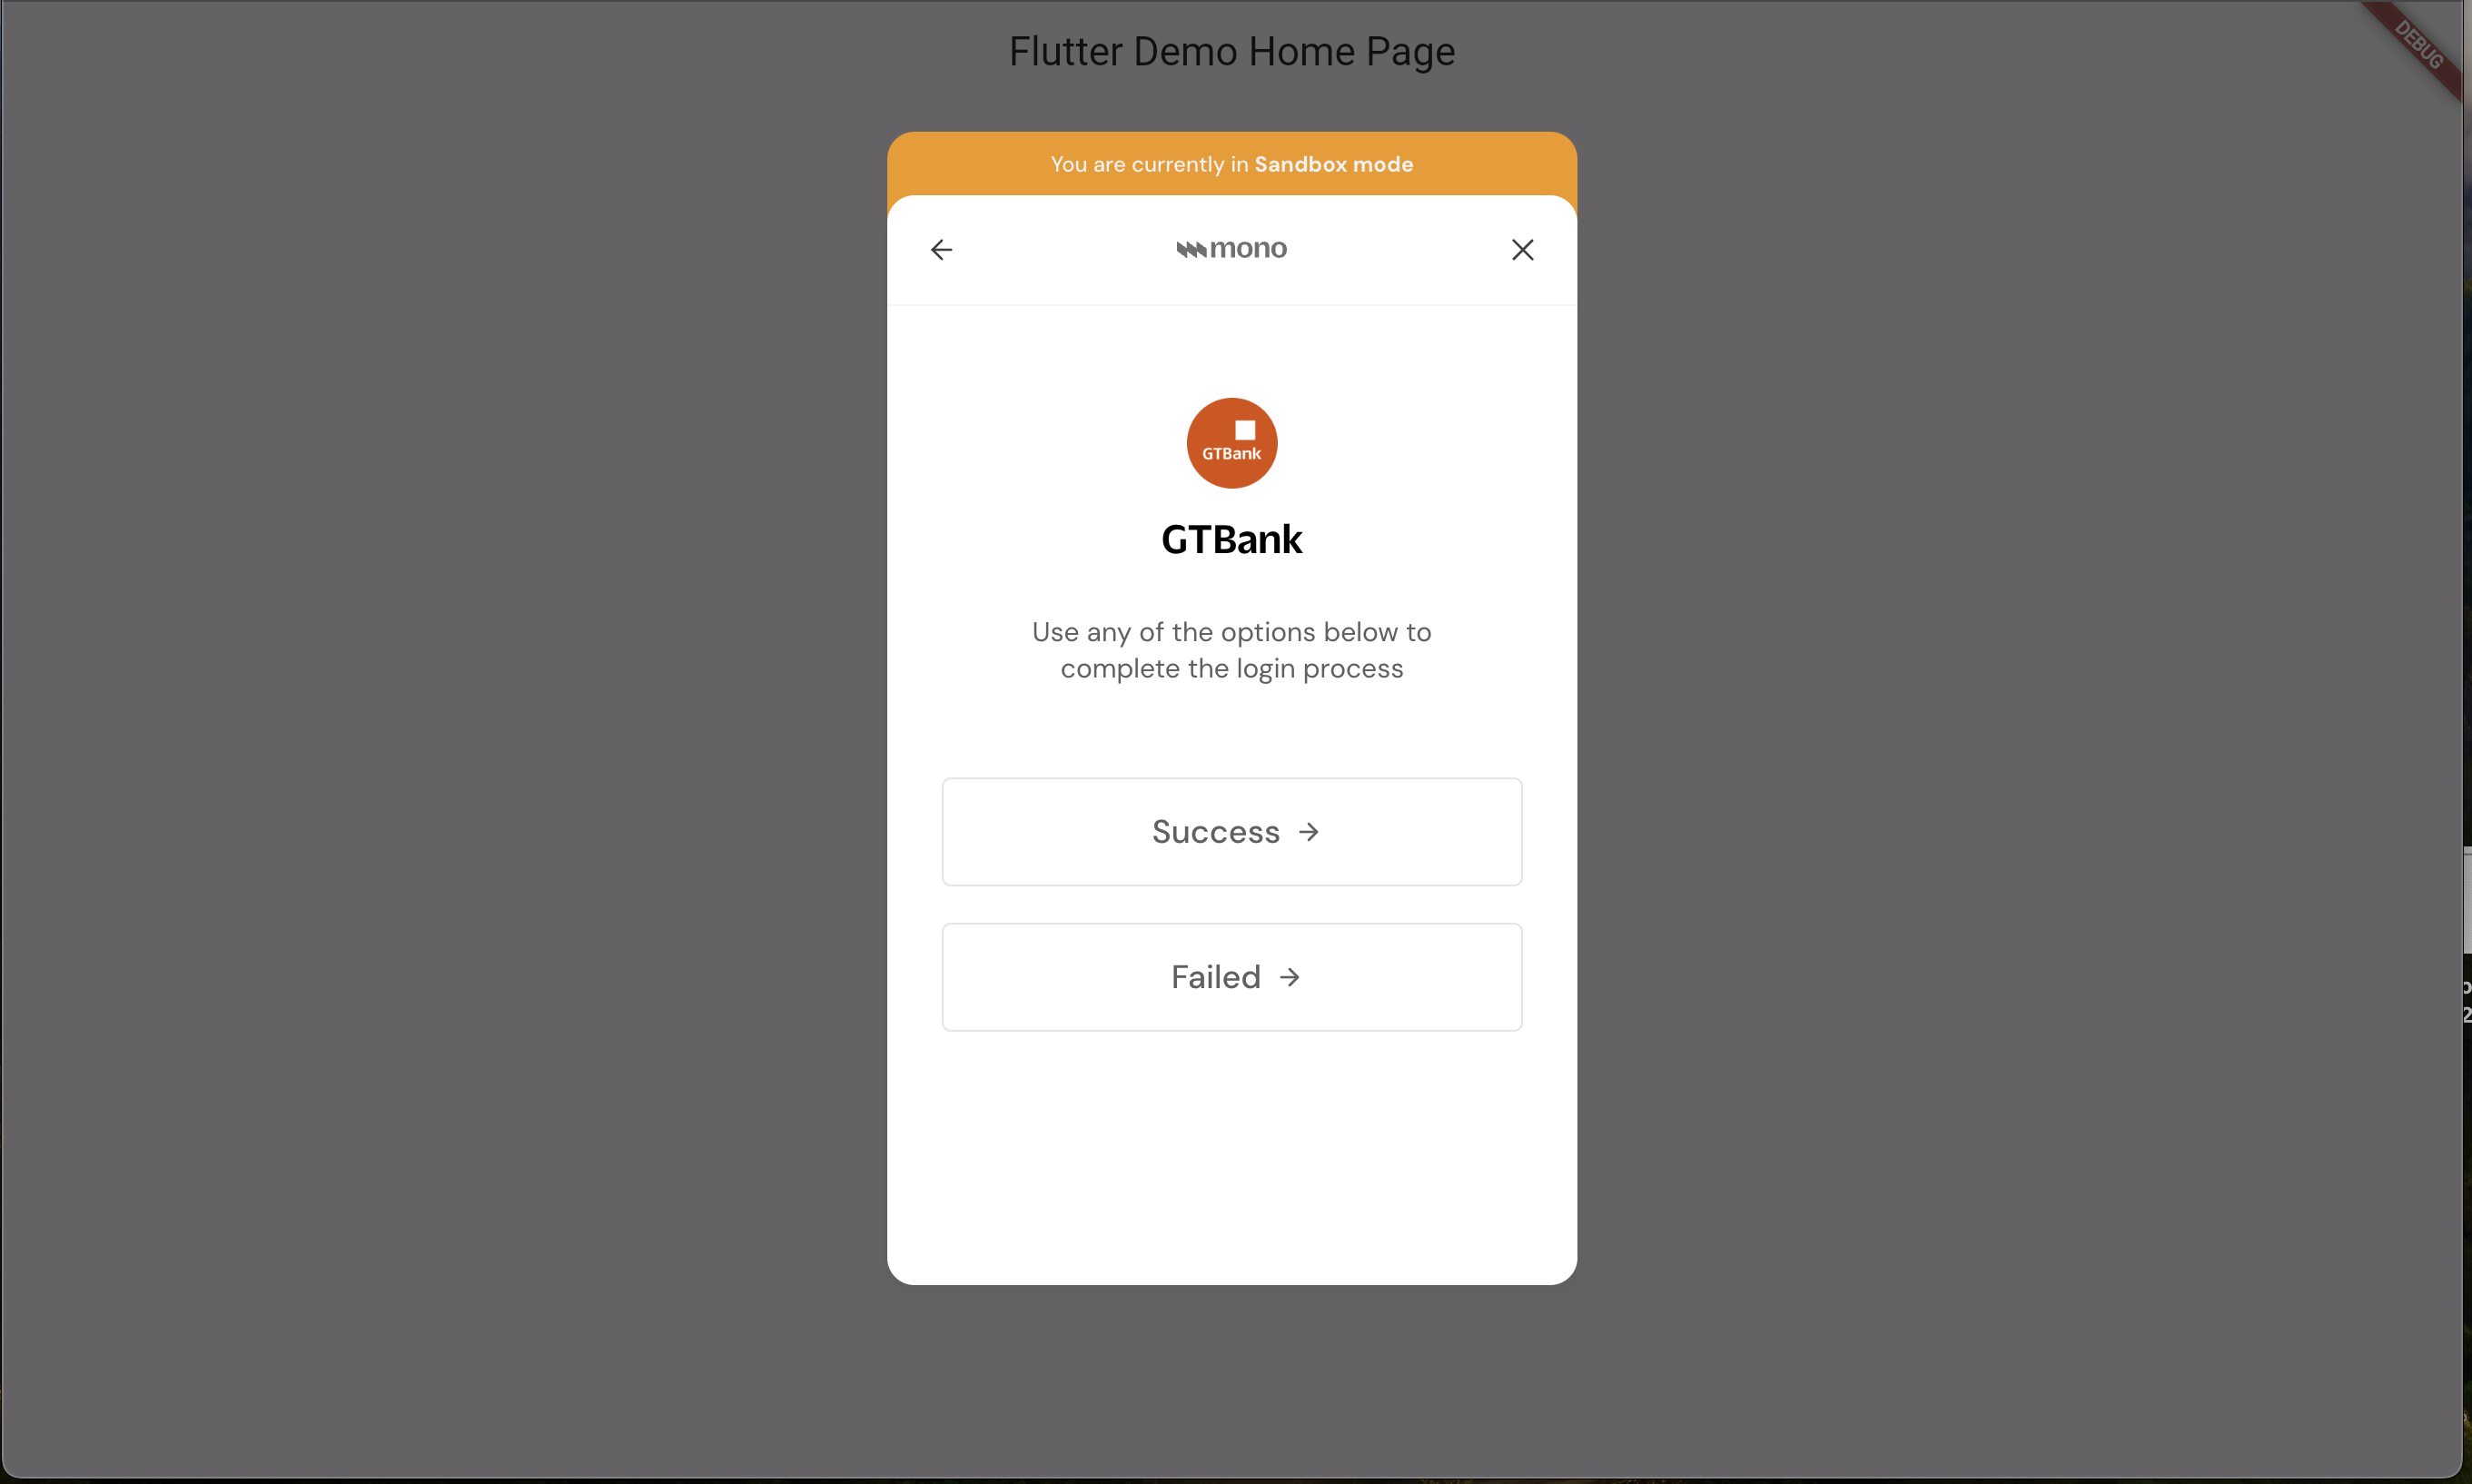 Flutter Demo Home Page
DEBUG
You are currently in Sandbox mode
mono
GTBank
GTBank
Use any of the options below to
complete the login process
Success
Failed